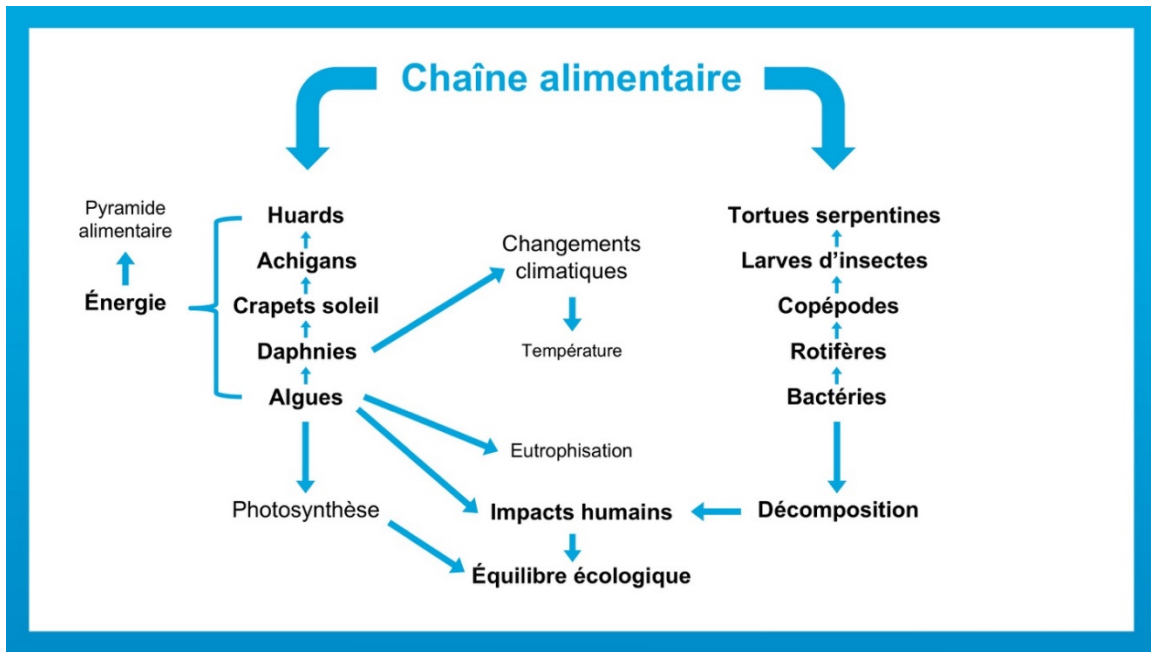 Chaîne alimentaire
Pyramide
alimentaire
Énergie
Huards
Achigans
Crapets soleil
Daphnies
Algues
Photosynthèse
Changements
climatiques
Température
Eutrophisation
Impacts humains
Équilibre écologique
Tortues serpentines
Larves d’insectes
Copépodes
Rotifères
Bactéries
Décomposition